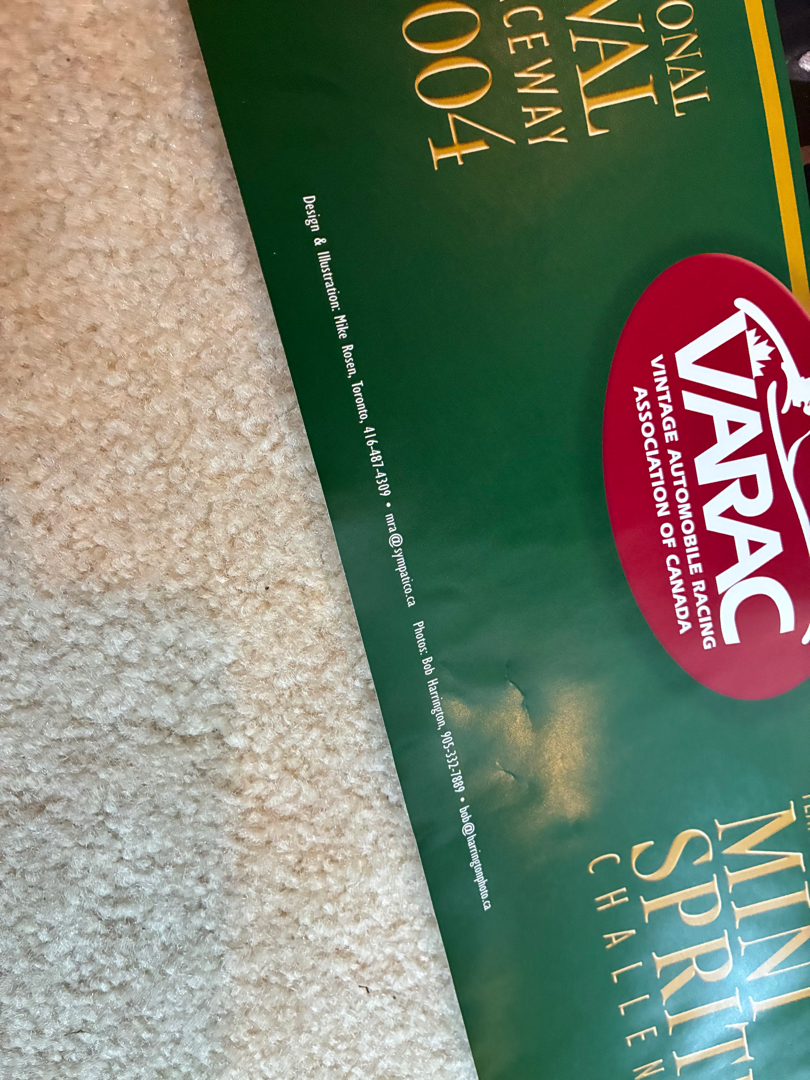 ONAL
VAL
CEWAY
004
VARAC
VINTAGE AUTOMOBILE RACING
ASSOCIATION OF CANADA
MINI
SPRIT
CHALLEN
Design & Illustration: Mike Rosen, Toronto, 416-487-4309 • mra@sympatico.ca Photos: Bob Harrington, 905-332-7889 • bob@harringtonphoto.ca